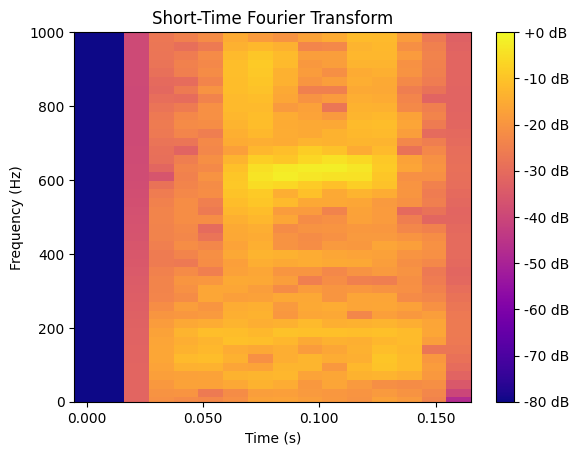 Short-Time Fourier Transform
1000
800
600
400
200
0
Frequency (Hz)
0.000
0.050
0.100
0.150
Time (s)
+0 dB
-10 dB
-20 dB
-30 dB
-40 dB
-50 dB
-60 dB
-70 dB
-80 dB